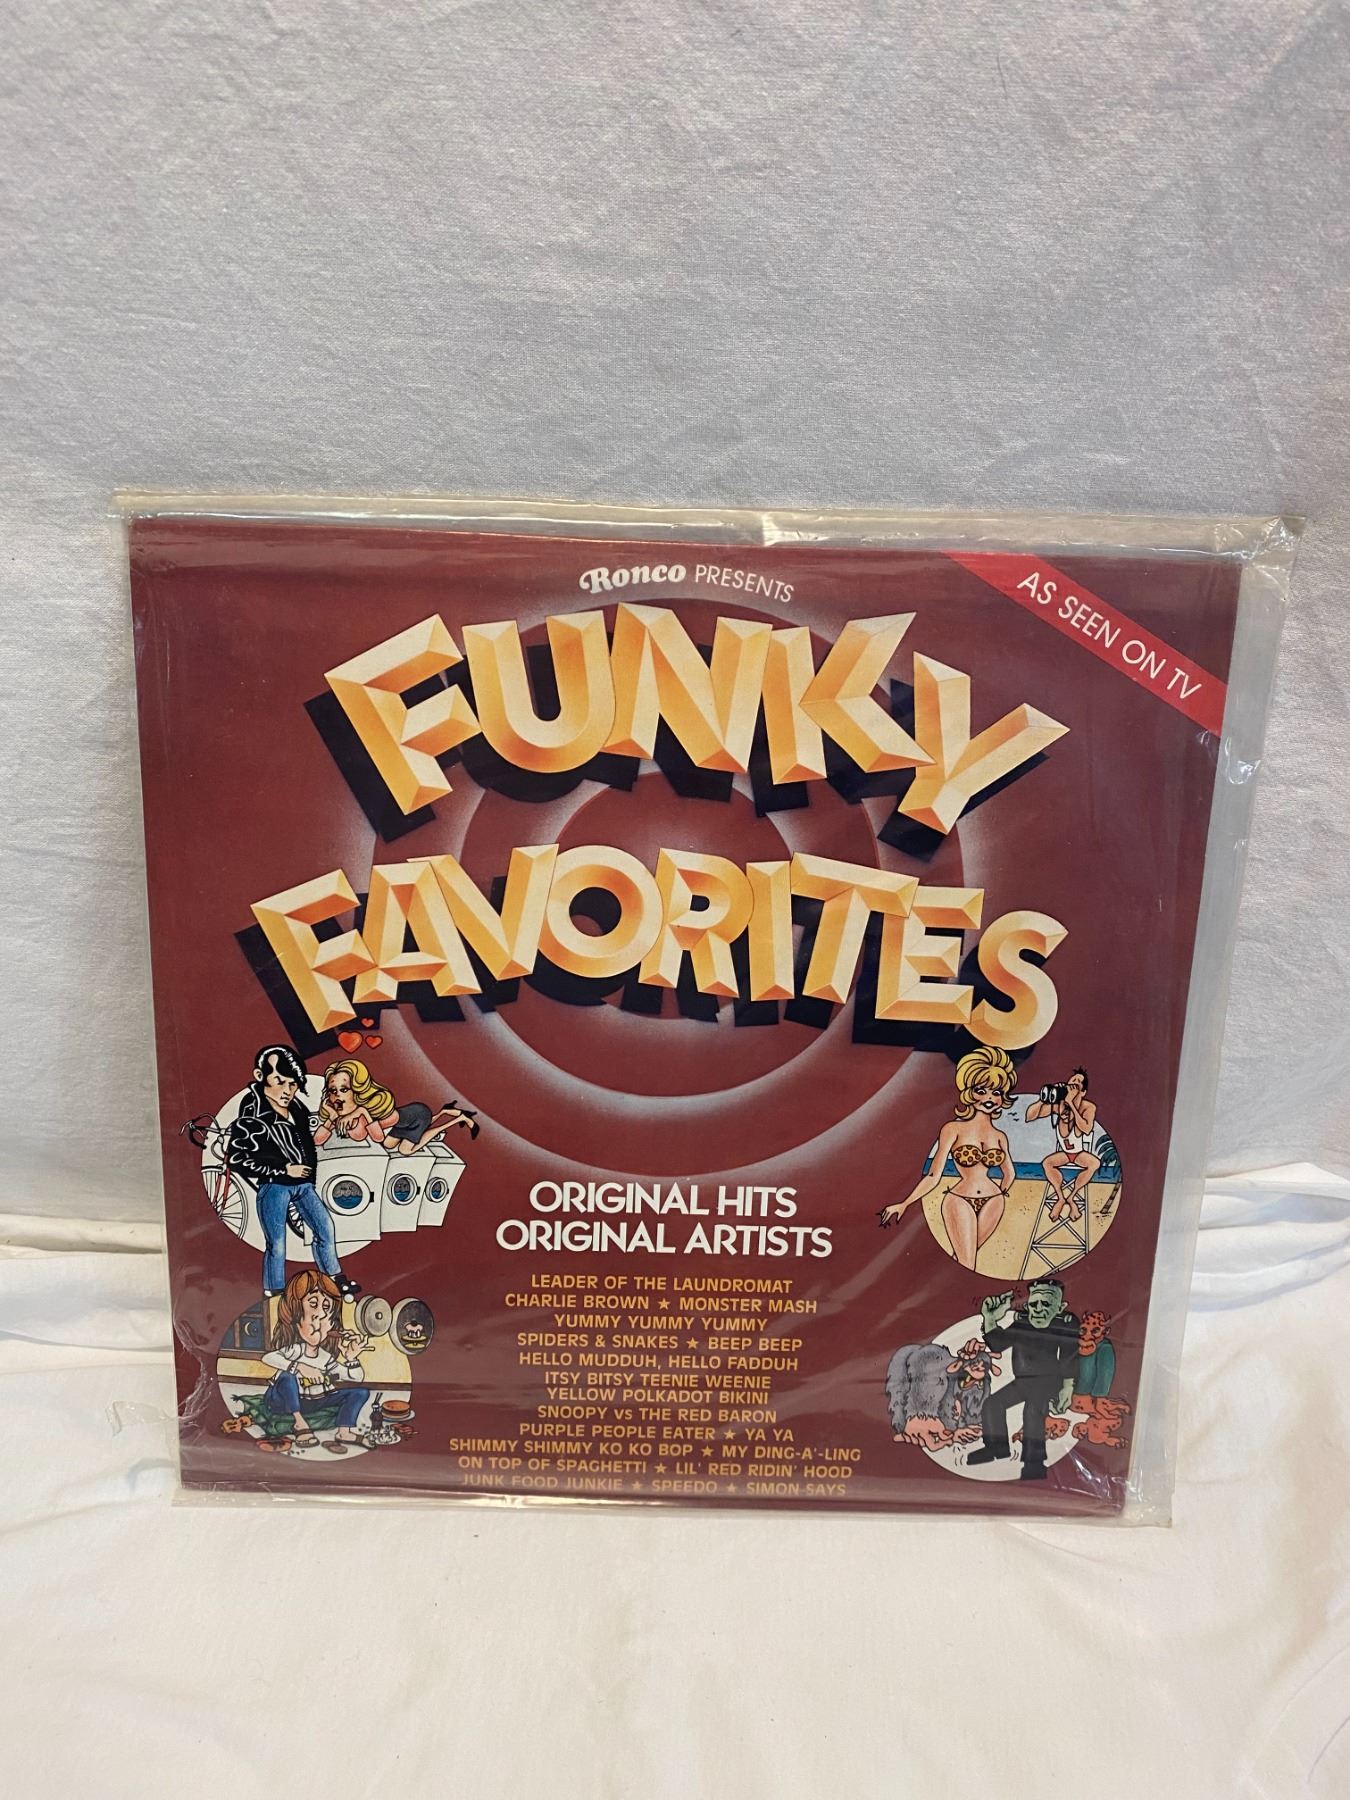 Ronco PRESENTS
AS SEEN ON TV
FUNKY
FAVORITES
ORIGINAL HITS
ORIGINAL ARTISTS
LEADER OF THE LAUNDROMAT
CHARLIE BROWN ★ MONSTER MASH
YUMMY YUMMY YUMMY
SPIDERS & SNAKES ★ BEEP BEEP
HELLO MUDDUH, HELLO FADDUH
ITSY BITSY TEENIE WEENIE
YELLOW POLKADOT BIKINI
SNOOPY vs THE RED BARON
PURPLE PEOPLE EATER ★ YA YA
SHIMMY SHIMMY KO KO BOP ★ MY DING-A'-LING
ON TOP OF SPAGHETTI ★ LIL' RED RIDIN' HOOD
JUNK FOOD JUNKIE ★ SPEEDO ★ SIMON SAYS